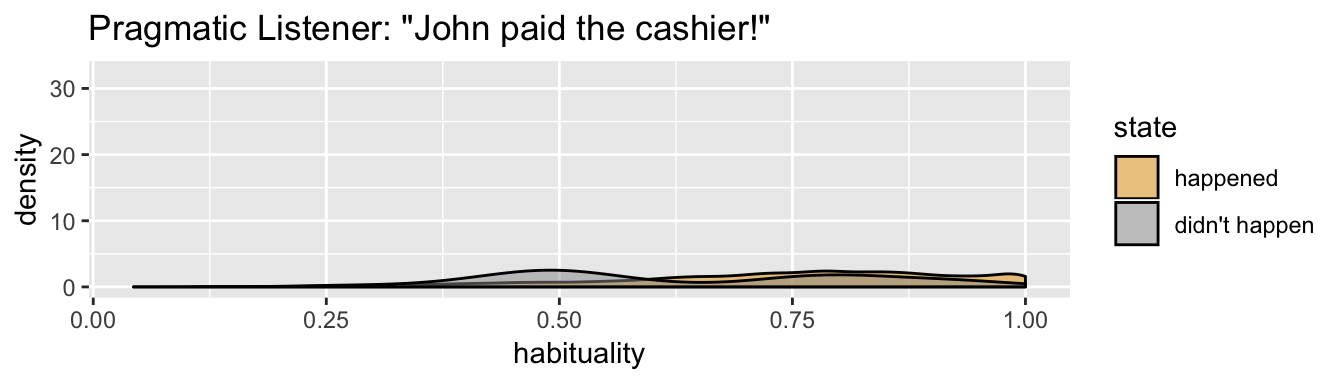 Pragmatic Listener: "John paid the cashier!"
30
20
10
0
density
0.00 0.25 0.50 0.75 1.00
habituality
state
happened
didn't happen